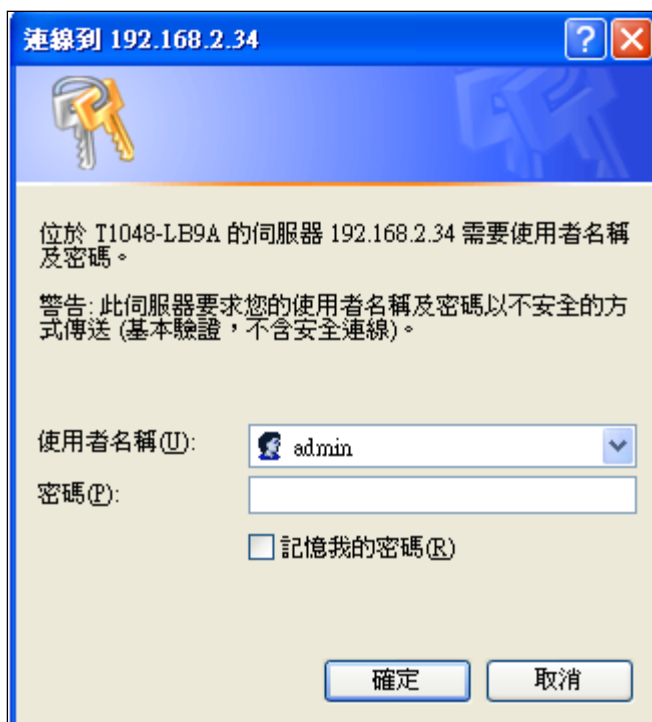 連線到 192.168.2.34
位於 T1048-LB9A 的伺服器 192.168.2.34 需要使用者名稱
及密碼。
警告: 此伺服器要求您的使用者名稱及密碼以不安全的方
式傳送 (基本驗證，不含安全連線)。
使用者名稱(U): admin
密碼(P):
記憶我的密碼(R)
確定 取消